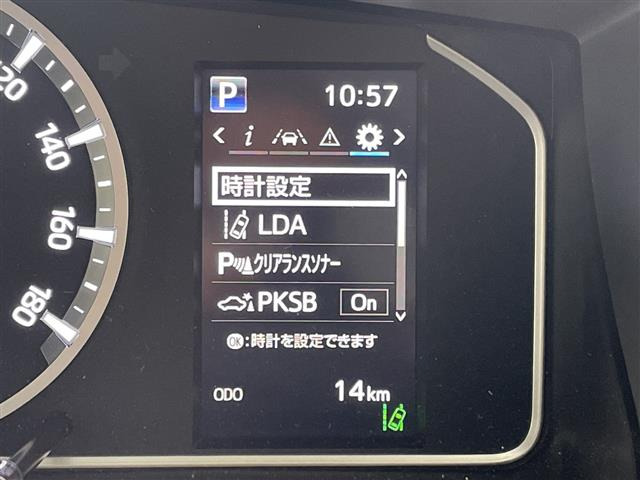 P 10:57
i
時計設定
LDA
Pクリアランスソナー
PKSB On
OK:時計を設定できます
ODO 14km
120
140
160
180